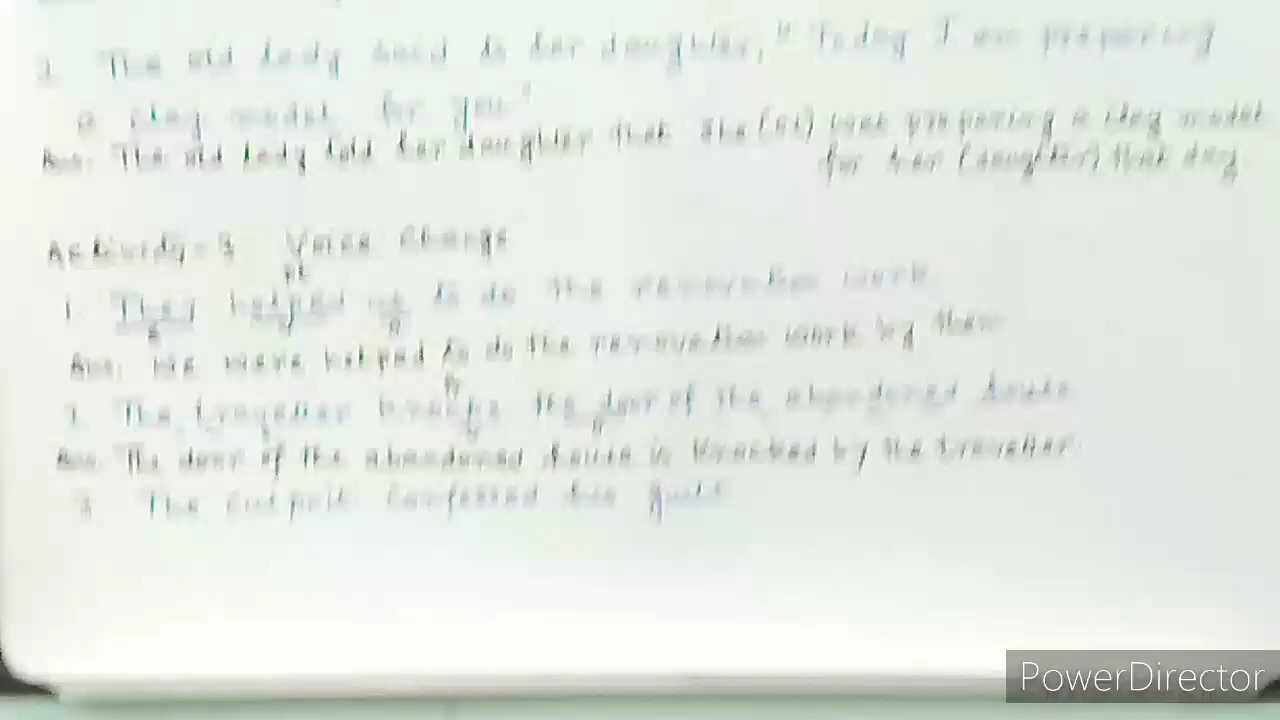 2. The old lady said to her daughter, "Today I am preparing
a clay model for you"
Ans: The old lady told her daughter that she (ol) was preparing a clay model
for her (daughter) that day
Activity-3 Voice Change
1. They helped us to do the renovation work
Ans: We were helped to do the renovation work by them
2. The traveller knocks the door of the abandoned house
Ans The door of the abandoned house is knocked by the traveller
3 The culprit confessed his guilt
PowerDirector